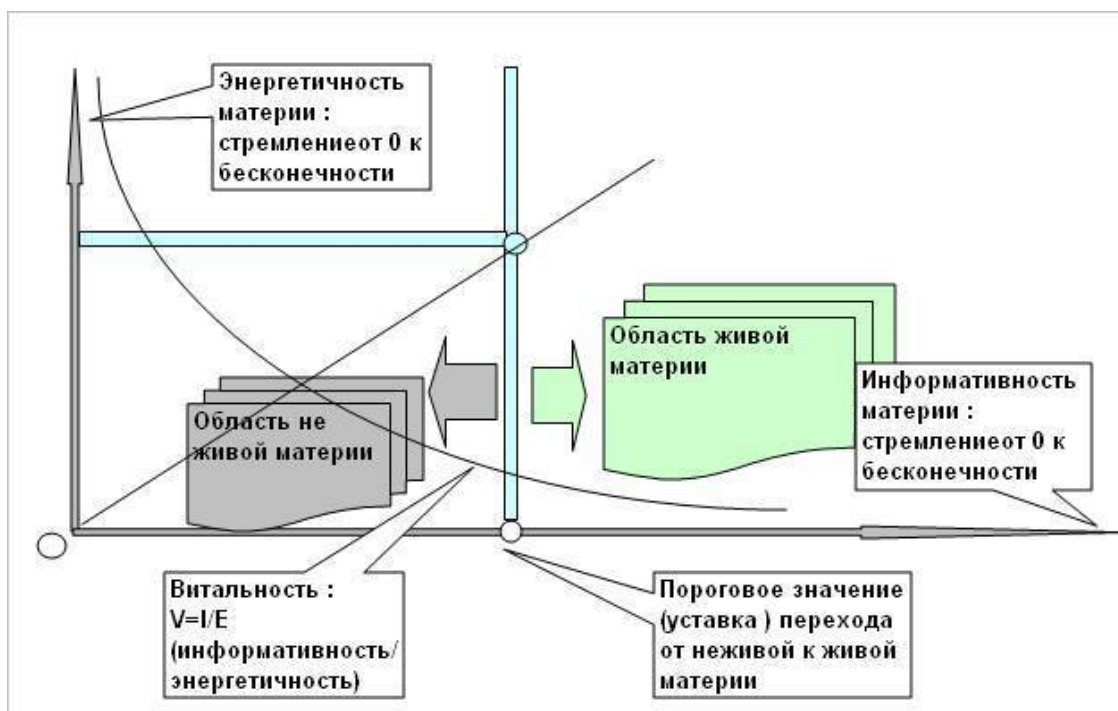 Энергетичность
материи :
стремлениеот 0 к
бесконечности
Область живой
материи
Информативность
материи :
стремлениеот 0 к
бесконечности
Область не
живой материи
Витальность :
V=I/E
(информативность/
энергетичность)
Пороговое значение
(уставка ) перехода
от неживой к живой
материи